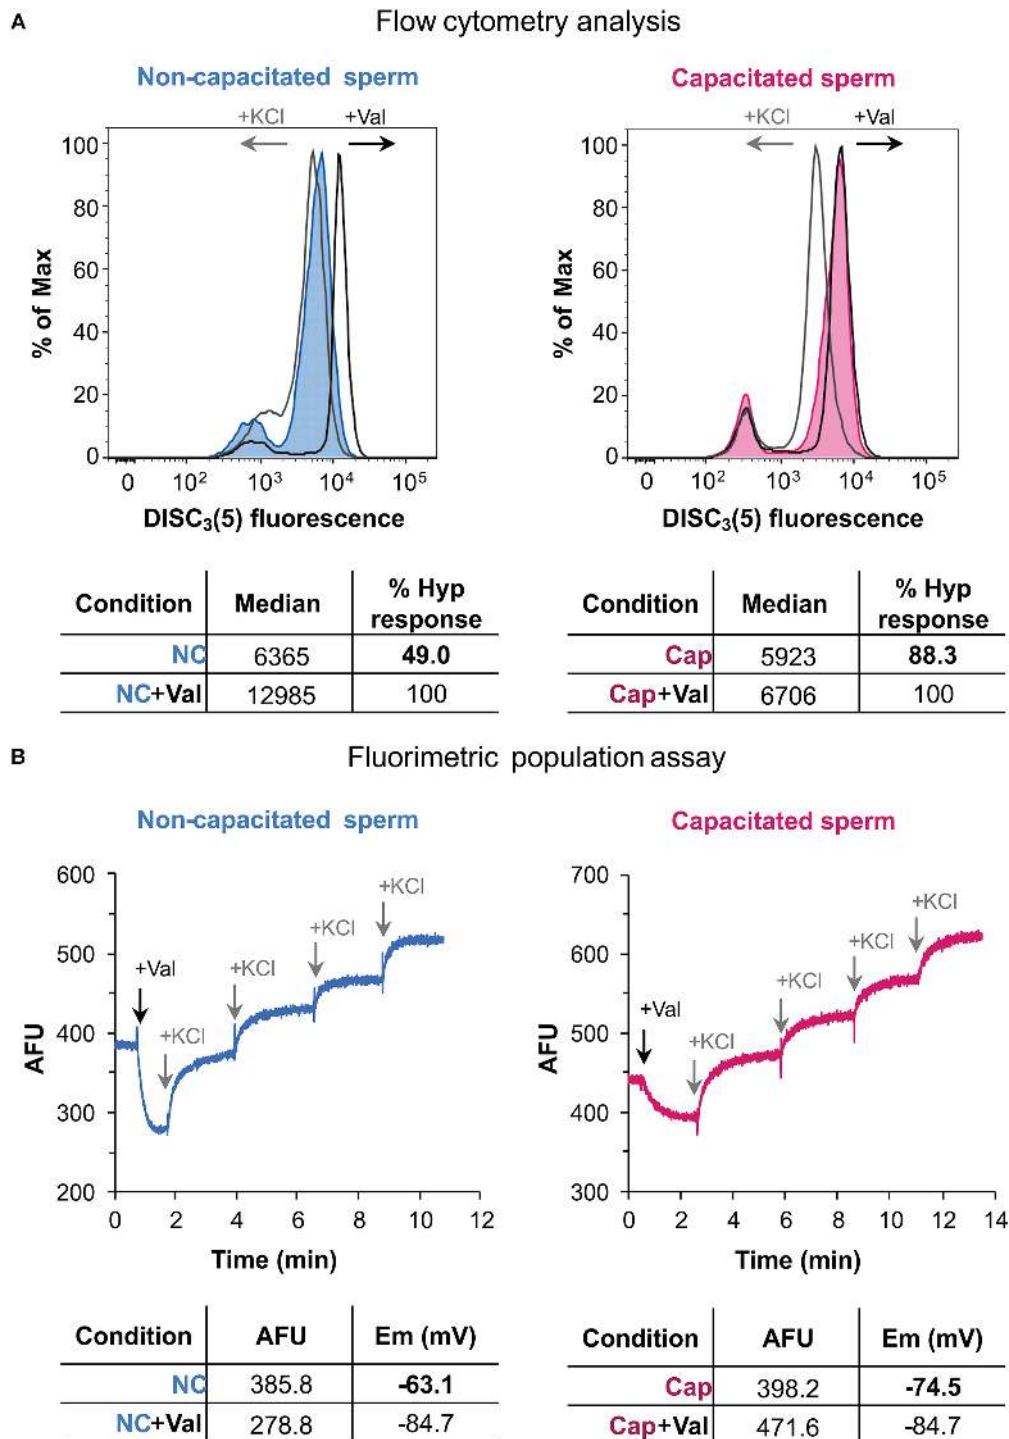 A
Flow cytometry analysis
Non-capacitated sperm
+KCl
+Val
% of Max
100
80
60
40
20
0
0 10² 10³ 10⁴ 10⁵
DISC₃(5) fluorescence
Capacitated sperm
+KCl
+Val
% of Max
100
80
60
40
20
0
0 10² 10³ 10⁴ 10⁵
DISC₃(5) fluorescence
Condition Median % Hyp response
NC 6365 49.0
NC+Val 12985 100
Condition Median % Hyp response
Cap 5923 88.3
Cap+Val 6706 100
B
Fluorimetric population assay
Non-capacitated sperm
AFU
600
500
400
300
200
+Val
+KCl
+KCl
+KCl
+KCl
0 2 4 6 8 10 12
Time (min)
Capacitated sperm
AFU
700
600
500
400
300
+Val
+KCl
+KCl
+KCl
+KCl
0 2 4 6 8 10 12 14
Time (min)
Condition AFU Em (mV)
NC 385.8 -63.1
NC+Val 278.8 -84.7
Condition AFU Em (mV)
Cap 398.2 -74.5
Cap+Val 471.6 -84.7